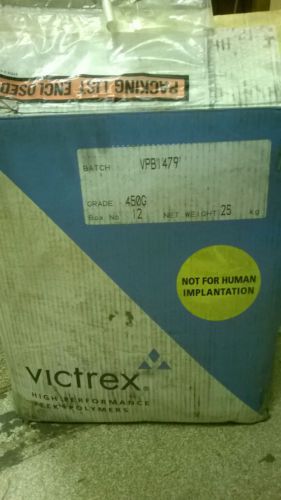 PACKING LIST ENCLOSED
BATCH VPB1479
GRADE 450G
Box No 12 NET WEIGHT 25 kg
NOT FOR HUMAN
IMPLANTATION
victrex®
HIGH PERFORMANCE
PEEK POLYMERS